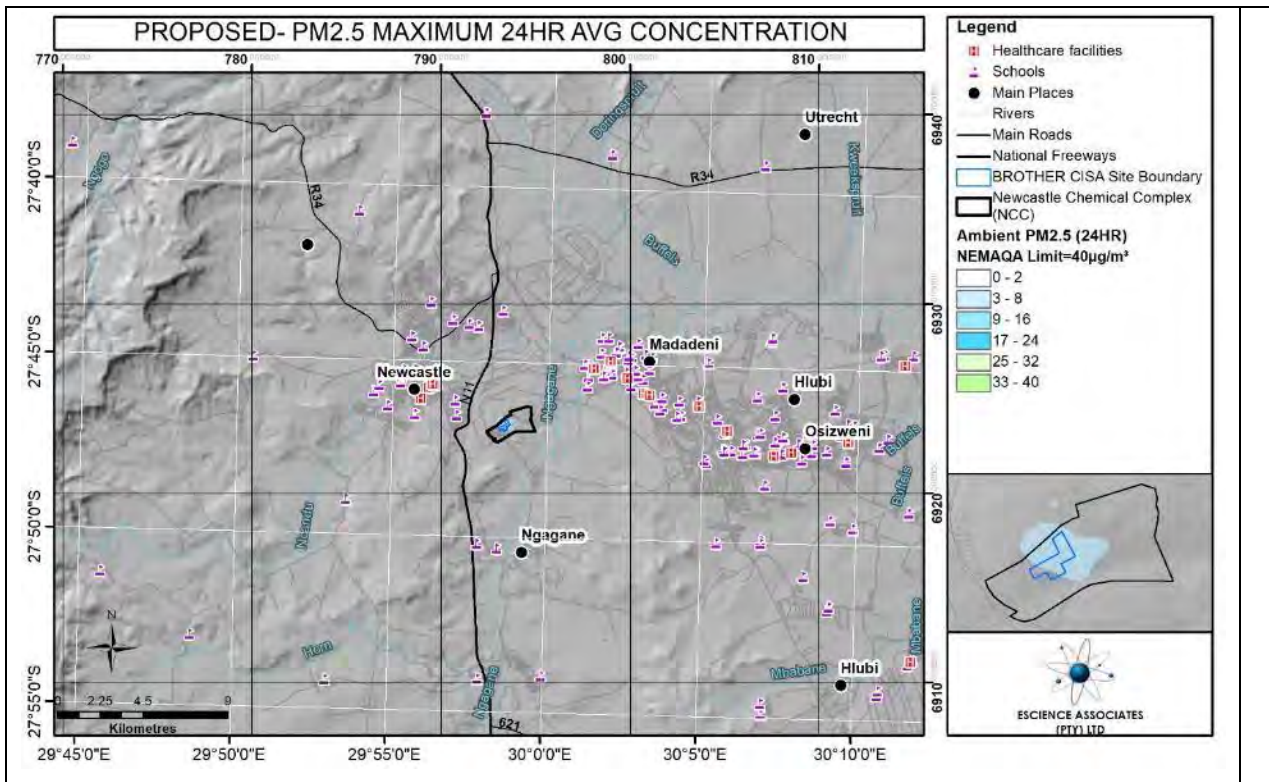 PROPOSED- PM2.5 MAXIMUM 24HR AVG CONCENTRATION
770
780
790
800
810
6940
6930
6920
6910
27°40'0"S
27°45'0"S
27°50'0"S
27°55'0"S
29°45'0"E
29°50'0"E
29°55'0"E
30°0'0"E
30°5'0"E
30°10'0"E
Utrecht
R34
R34
Buffels
N11
Ngagane
Madadeni
Newcastle
Hlubi
Osizweni
Buffels
Buffels
Ngagane
Horn
Ngagane
Mbabane
Mbabane
Hlubi
621
N
0 2.25 4.5 9
Kilometres
Legend
Healthcare facilities
Schools
Main Places
Rivers
Main Roads
National Freeways
BROTHER CISA Site Boundary
Newcastle Chemical Complex
(NCC)
Ambient PM2.5 (24HR)
NEMAQA Limit=40µg/m³
0 - 2
3 - 8
9 - 16
17 - 24
25 - 32
33 - 40
ESCIENCE ASSOCIATES
(PTY) LTD